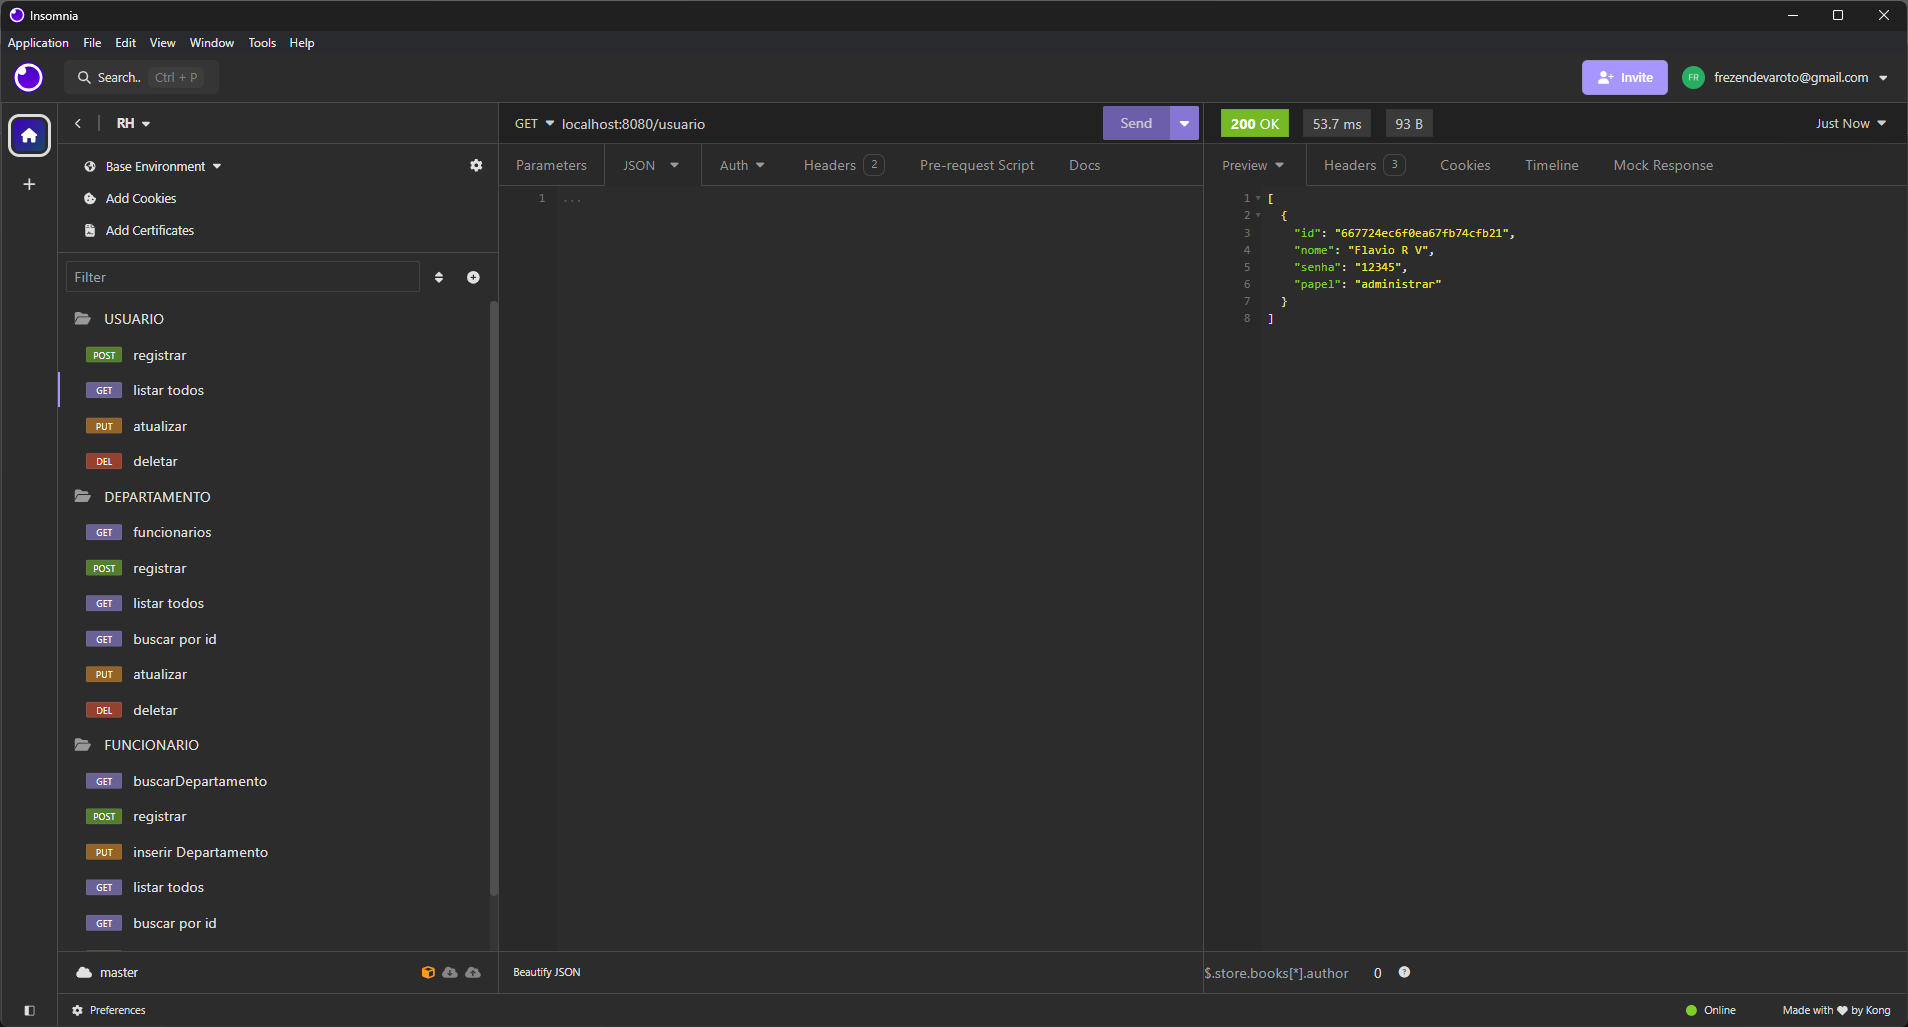 Insomnia
Application File Edit View Window Tools Help
Search.. Ctrl + P
Invite
FR
frezendevaroto@gmail.com
RH
Base Environment
Add Cookies
Add Certificates
Filter
USUARIO
POST registrar
GET listar todos
PUT atualizar
DEL deletar
DEPARTAMENTO
GET funcionarios
POST registrar
GET listar todos
GET buscar por id
PUT atualizar
DEL deletar
FUNCIONARIO
GET buscarDepartamento
POST registrar
PUT inserir Departamento
GET listar todos
GET buscar por id
master
GET localhost:8080/usuario
Send
Parameters JSON Auth Headers 2 Pre-request Script Docs
1 ...
Beautify JSON
200 OK 53.7 ms 93 B
Just Now
Preview Headers 3 Cookies Timeline Mock Response
1 [
2 {
3 "id": "667724ec6f0ea67fb74cfb21",
4 "nome": "Flavio R V",
5 "senha": "12345",
6 "papel": "administrar"
7 }
8 ]
$.store.books[*].author 0 ?
Preferences
Online
Made with ♥ by Kong